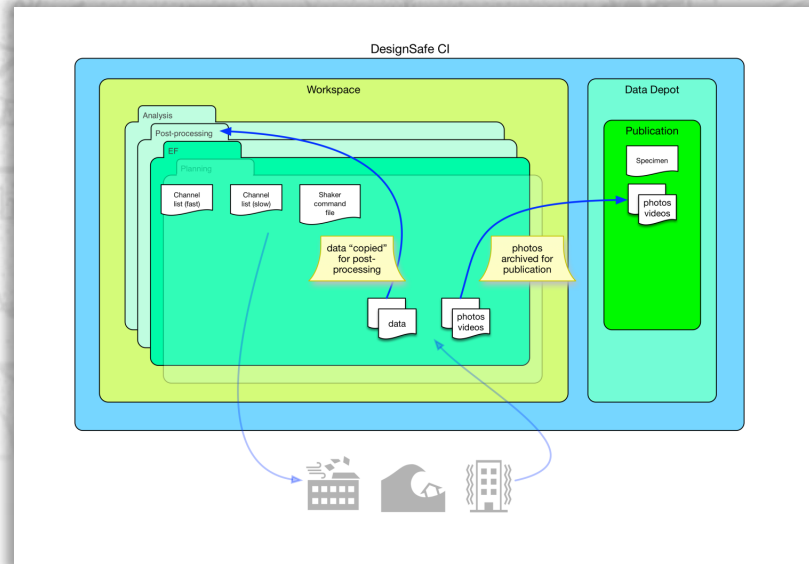 DesignSafe CI
Workspace
Data Depot
Analysis
Post-processing
EF
Planning
Publication
Specimen
photos
videos
Channel
list (fast)
Channel
list (slow)
Shaker
command
file
data “copied”
for post-
processing
photos
archived for
publication
data
photos
videos